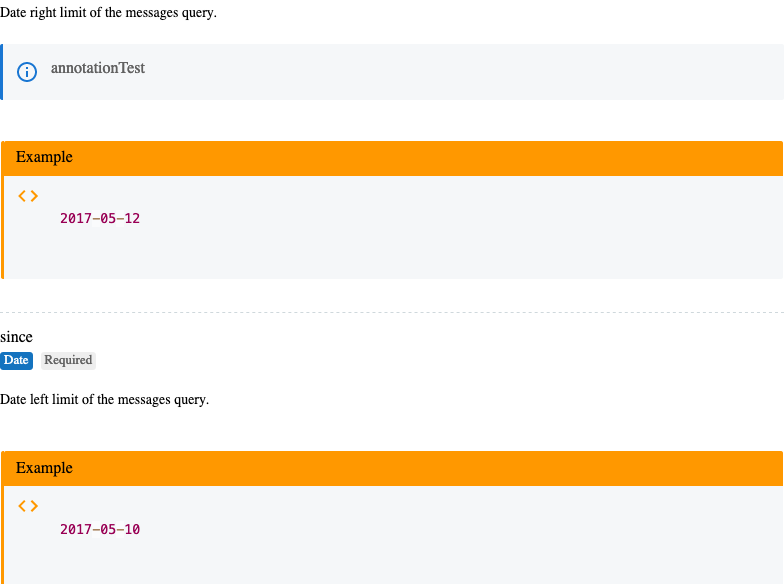 Date right limit of the messages query.
annotationTest
Example
2017-05-12
since
Date Required
Date left limit of the messages query.
Example
2017-05-10